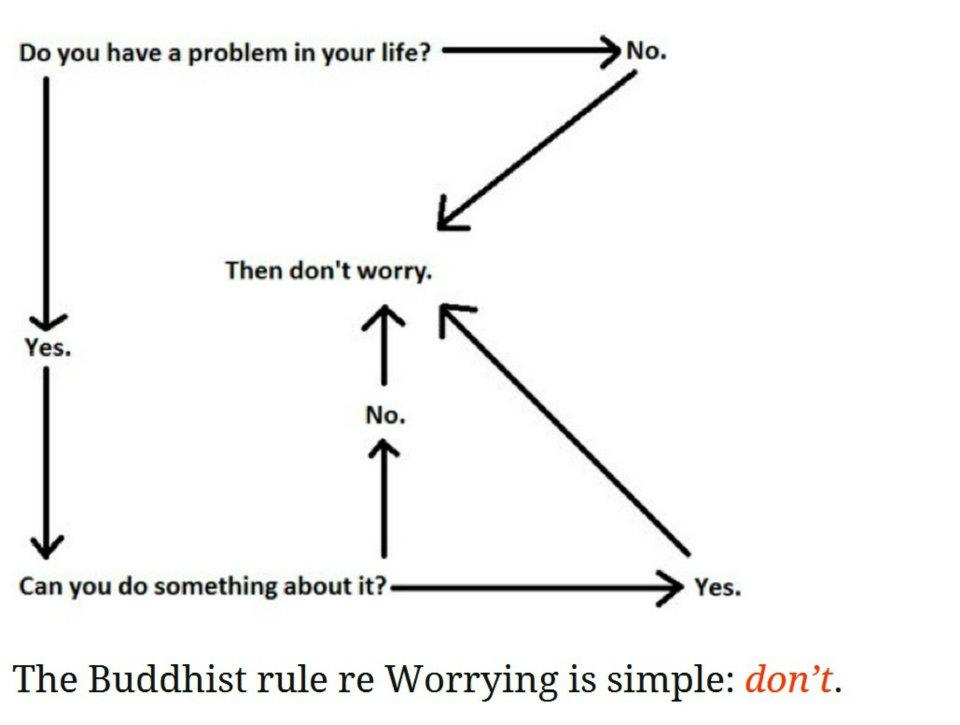 Do you have a problem in your life?
No.
Then don't worry.
Yes.
No.
Can you do something about it?
Yes.
The Buddhist rule re Worrying is simple: don’t.